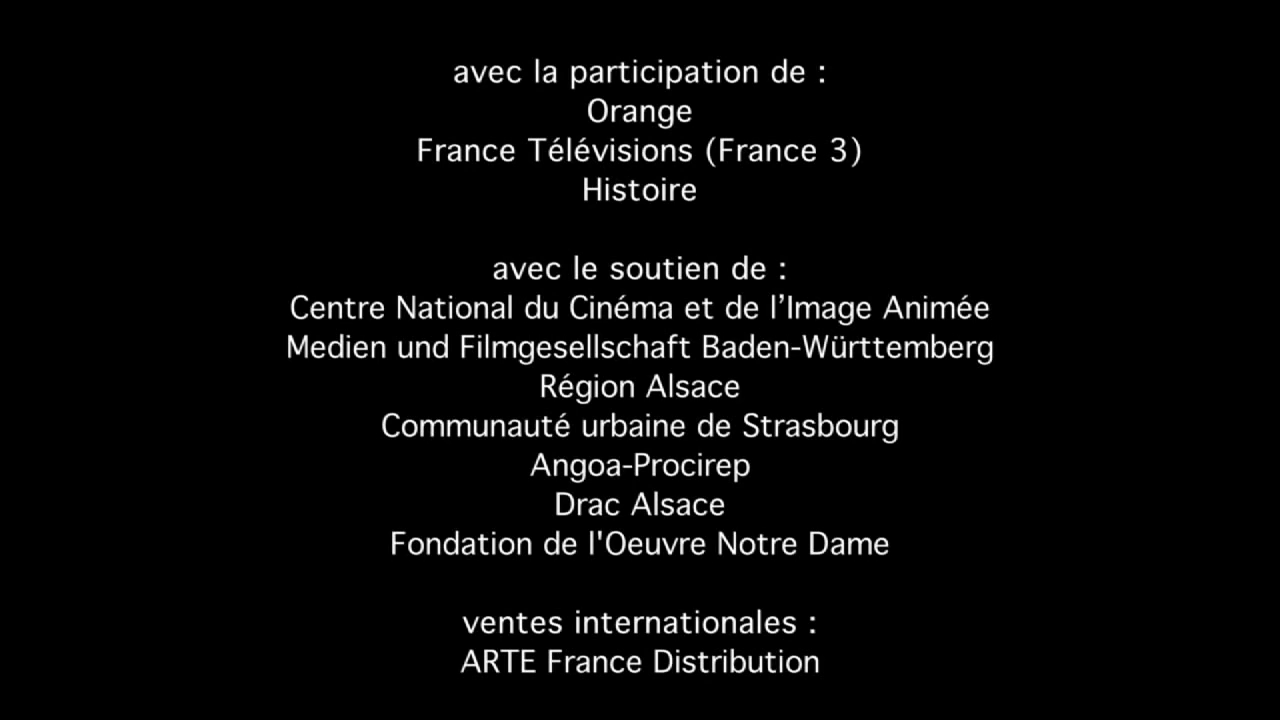 avec la participation de :
Orange
France Télévisions (France 3)
Histoire
avec le soutien de :
Centre National du Cinéma et de l’Image Animée
Medien und Filmgesellschaft Baden-Württemberg
Région Alsace
Communauté urbaine de Strasbourg
Angoa-Procirep
Drac Alsace
Fondation de l'Oeuvre Notre Dame
ventes internationales :
ARTE France Distribution